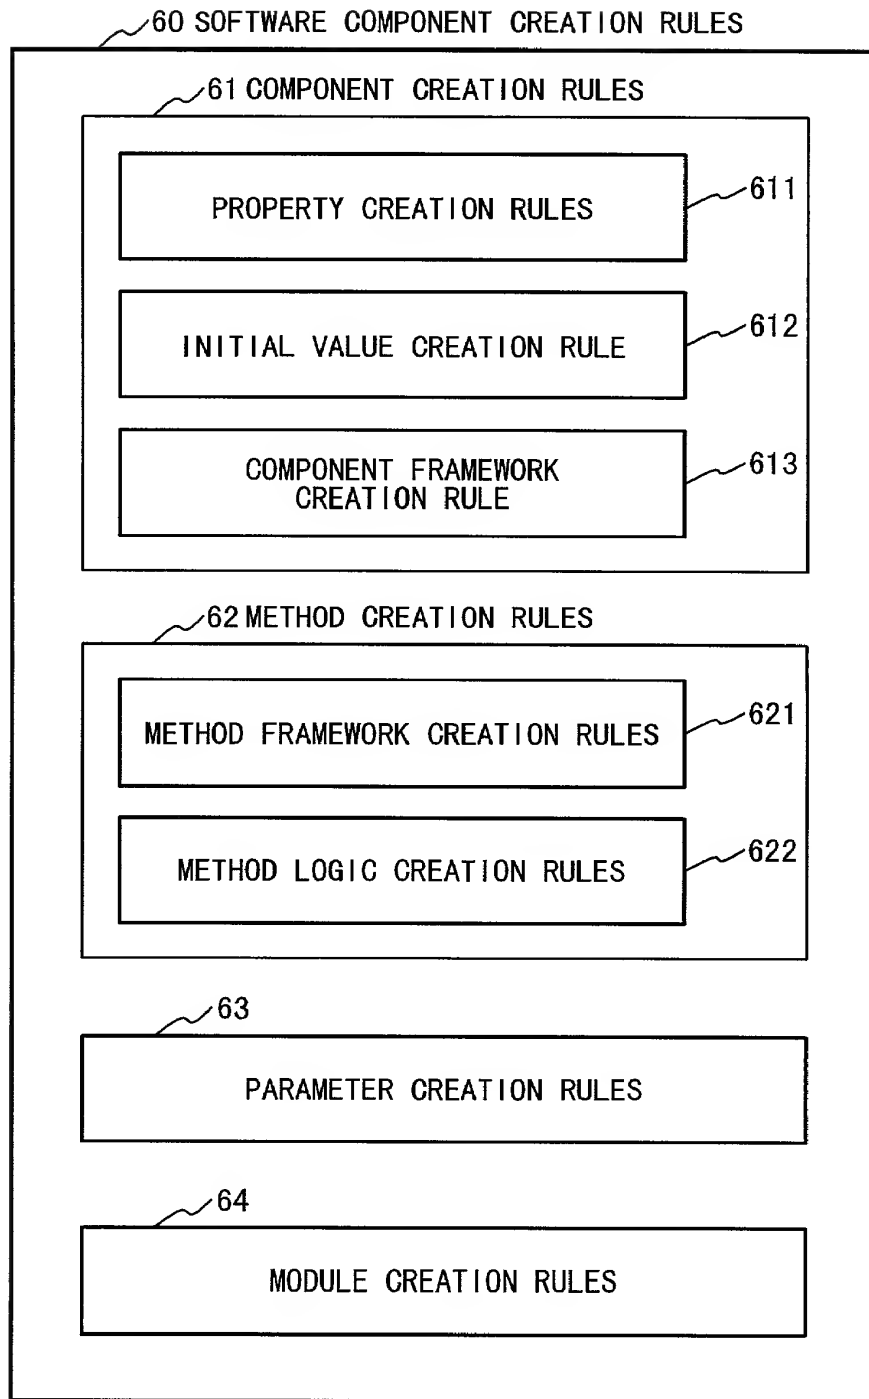 60 SOFTWARE COMPONENT CREATION RULES
61 COMPONENT CREATION RULES
PROPERTY CREATION RULES
611
INITIAL VALUE CREATION RULE
612
COMPONENT FRAMEWORK
CREATION RULE
613
62 METHOD CREATION RULES
METHOD FRAMEWORK CREATION RULES
621
METHOD LOGIC CREATION RULES
622
63
PARAMETER CREATION RULES
64
MODULE CREATION RULES